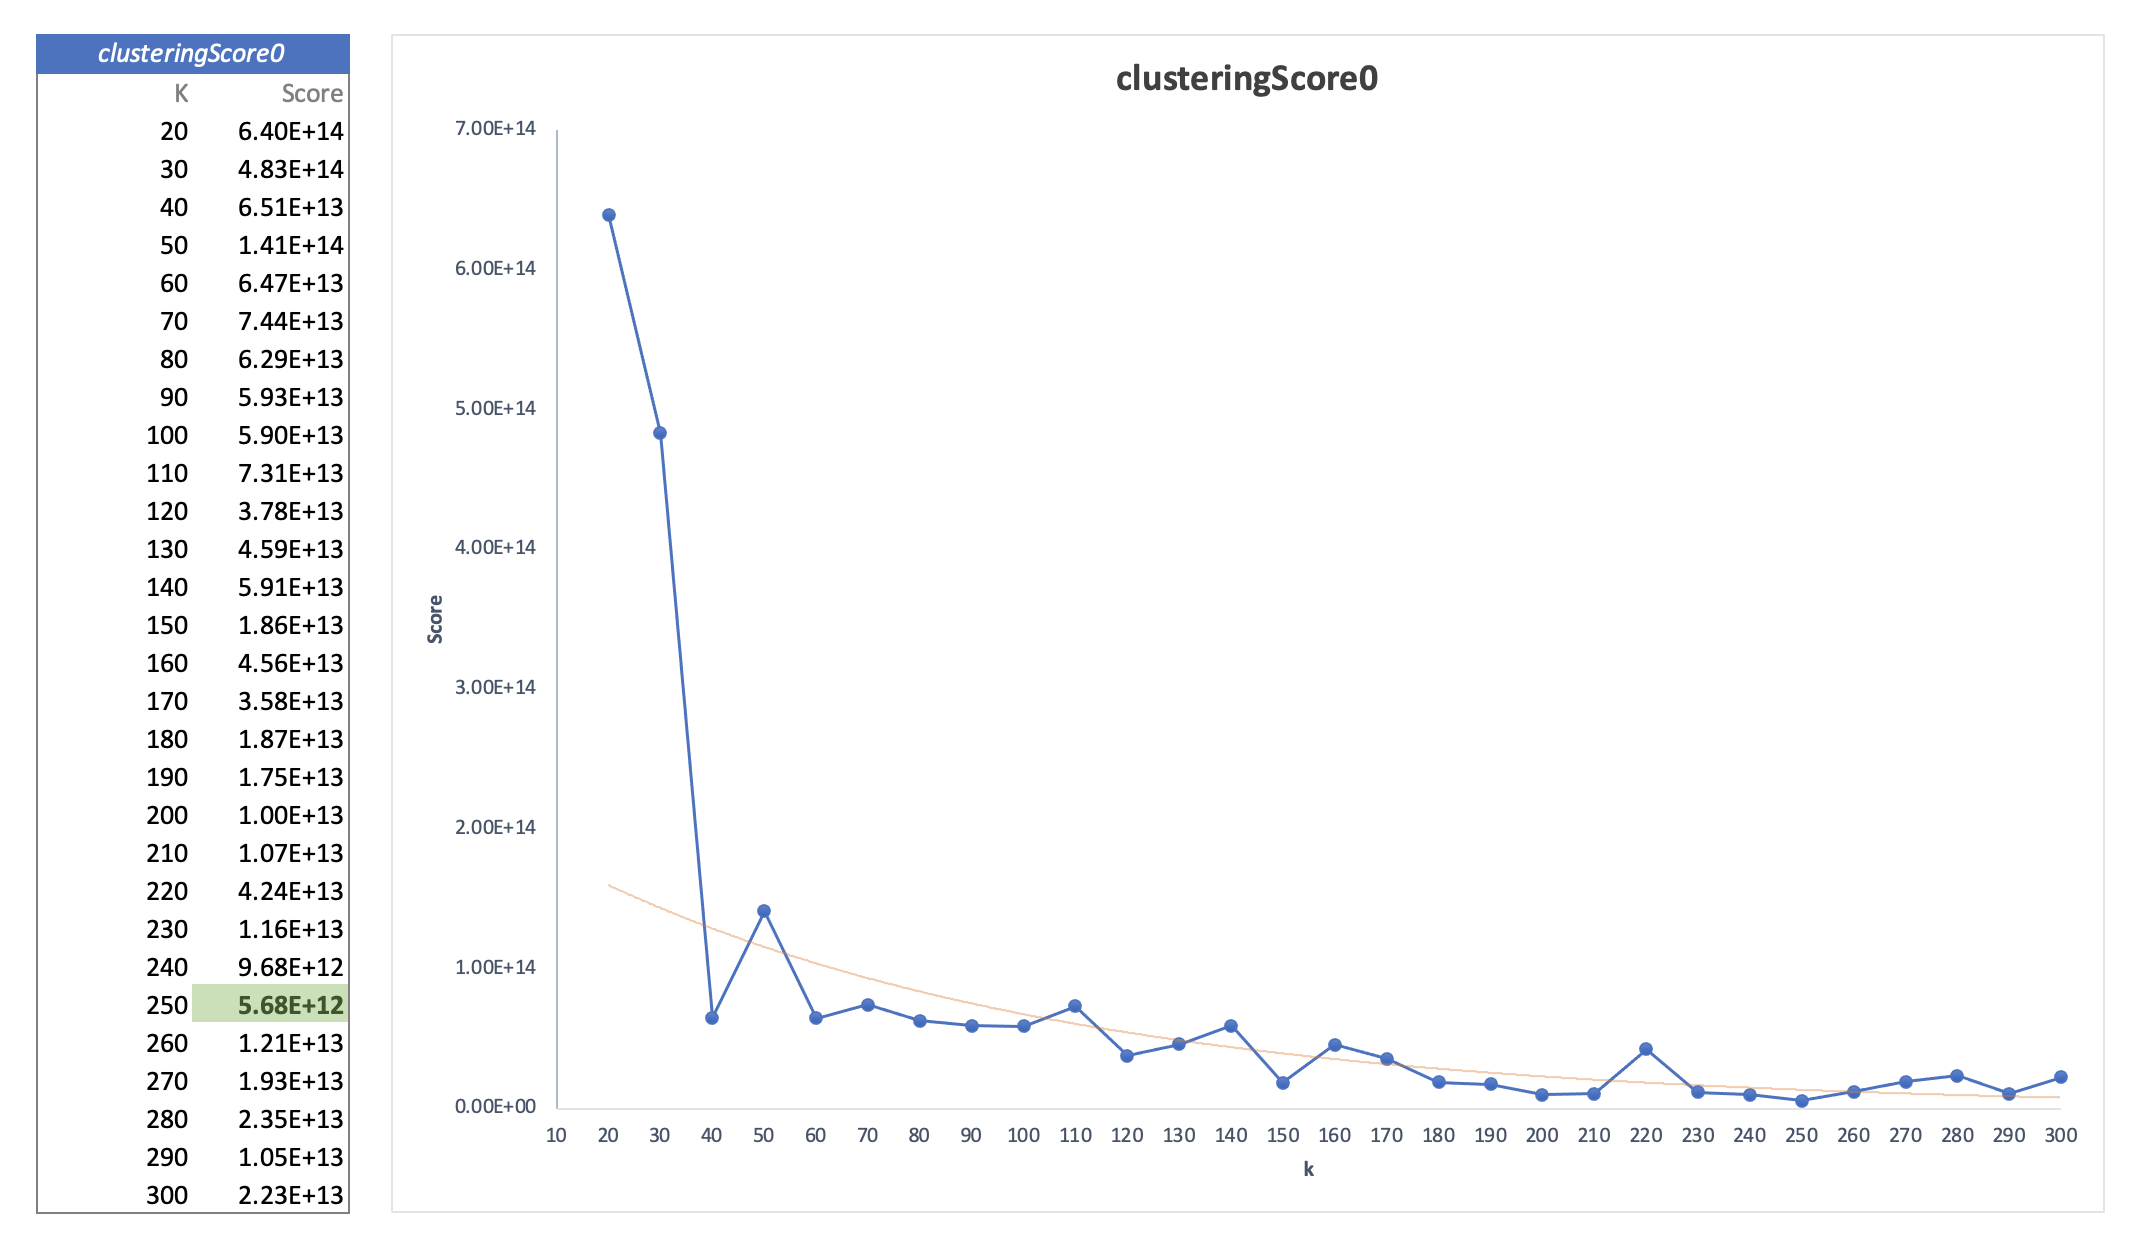 clusteringScore0
K Score
20 6.40E+14
30 4.83E+14
40 6.51E+13
50 1.41E+14
60 6.47E+13
70 7.44E+13
80 6.29E+13
90 5.93E+13
100 5.90E+13
110 7.31E+13
120 3.78E+13
130 4.59E+13
140 5.91E+13
150 1.86E+13
160 4.56E+13
170 3.58E+13
180 1.87E+13
190 1.75E+13
200 1.00E+13
210 1.07E+13
220 4.24E+13
230 1.16E+13
240 9.68E+12
250 5.68E+12
260 1.21E+13
270 1.93E+13
280 2.35E+13
290 1.05E+13
300 2.23E+13
clusteringScore0
7.00E+14
6.00E+14
5.00E+14
4.00E+14
3.00E+14
2.00E+14
1.00E+14
0.00E+00
Score
10 20 30 40 50 60 70 80 90 100 110 120 130 140 150 160 170 180 190 200 210 220 230 240 250 260 270 280 290 300
k